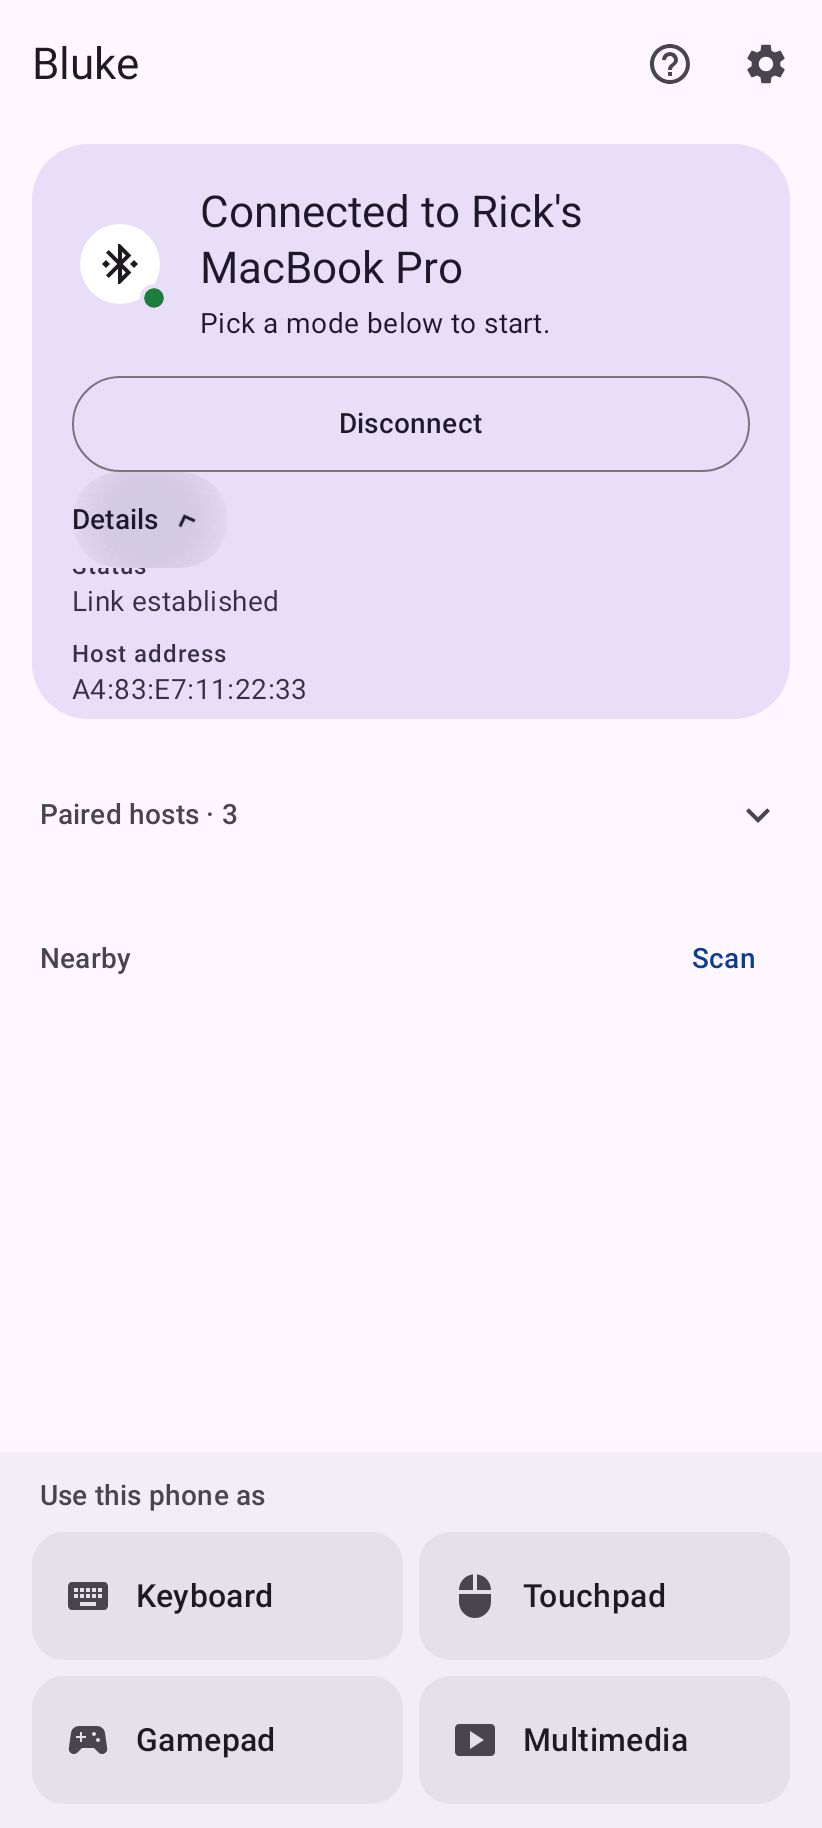 Bluke
Connected to Rick's
MacBook Pro
Pick a mode below to start.
Disconnect
Details
Status
Link established
Host address
A4:83:E7:11:22:33
Paired hosts · 3
Nearby
Scan
Use this phone as
Keyboard
Touchpad
Gamepad
Multimedia